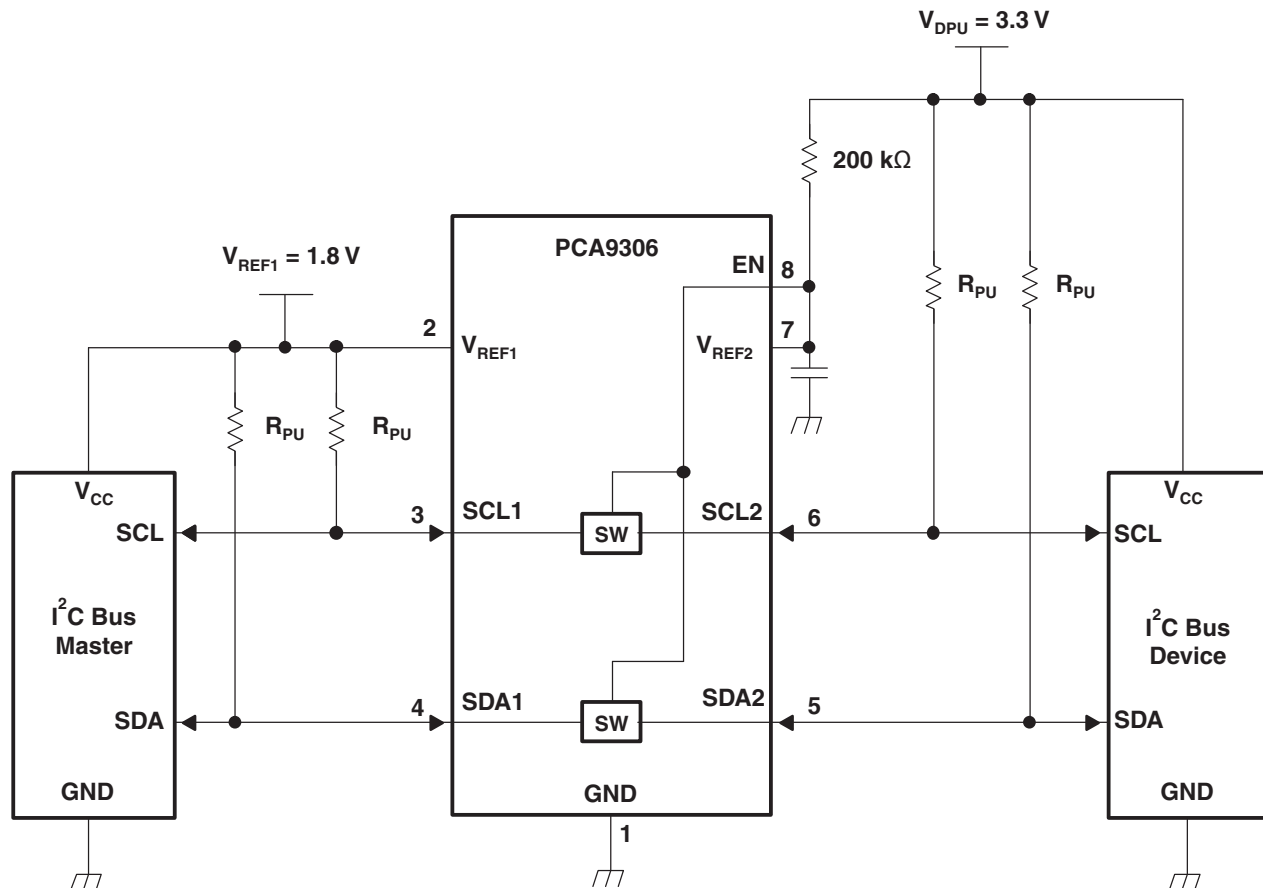 V_DPU = 3.3 V
200 kΩ
PCA9306
V_REF1 = 1.8 V
EN
8
R_PU
R_PU
2
7
V_REF1
V_REF2
R_PU
R_PU
V_CC
V_CC
SCL
3
SCL1
SW
SCL2
6
SCL
I²C Bus
Master
I²C Bus
Device
SDA
4
SDA1
SW
SDA2
5
SDA
GND
GND
GND
1